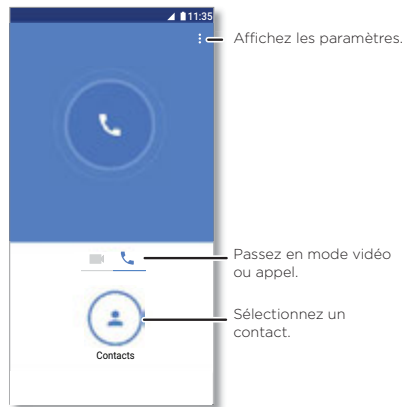 11:35
Affichez les paramètres.
Passez en mode vidéo
ou appel.
Sélectionnez un
contact.
Contacts